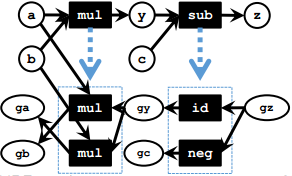 a mul y sub z
b c
ga mul gy id gz
gb mul gc neg